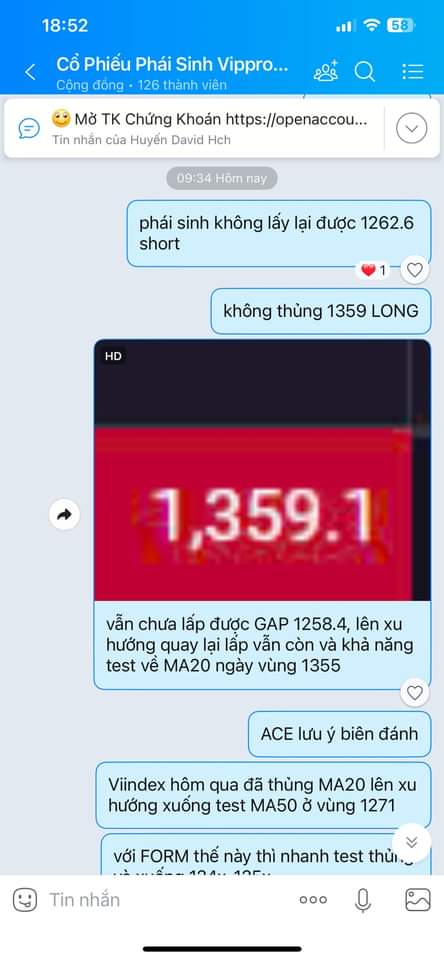 18:52
58
Cổ Phiếu Phái Sinh Vippro...
Cộng đồng • 126 thành viên
Mở TK Chứng Khoán https://openaccou...
Tin nhắn của Huyến David Hch
09:34 Hôm nay
phái sinh không lấy lại được 1262.6
short
1
không thủng 1359 LONG
HD
1,359.1
vẫn chưa lấp được GAP 1258.4, lên xu
hướng quay lại lấp vẫn còn và khả năng
test về MA20 ngày vùng 1355
ACE lưu ý biên đánh
Viindex hôm qua đã thủng MA20 lên xu
hướng xuống test MA50 ở vùng 1271
với FORM thế này thì nhanh test
Tin nhắn